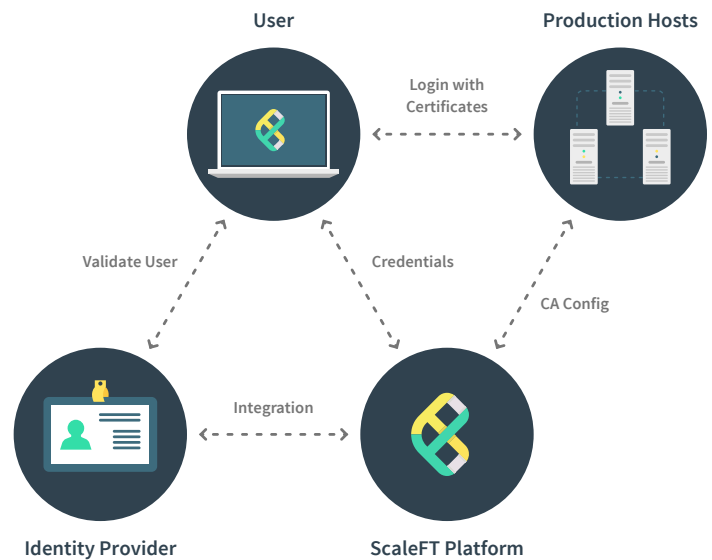 User
Production Hosts
Login with
Certificates
Validate User
Credentials
CA Config
Integration
Identity Provider
ScaleFT Platform